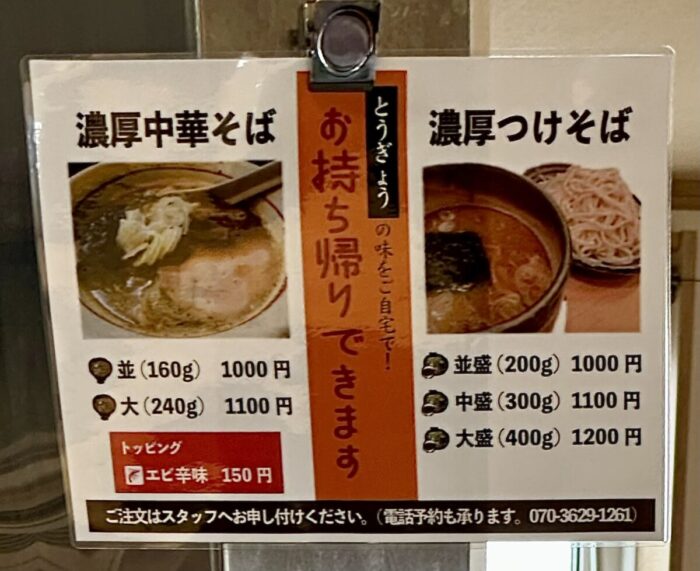 濃厚中華そば
並（160g） 1000円
大（240g） 1100円
トッピング
エビ辛味 150円
とうぎょうの味をご自宅で！
お持ち帰りできます
濃厚つけそば
並盛（200g） 1000円
中盛（300g） 1100円
大盛（400g） 1200円
ご注文はスタッフへお申し付けください。（電話予約も承ります。070-3629-1261）